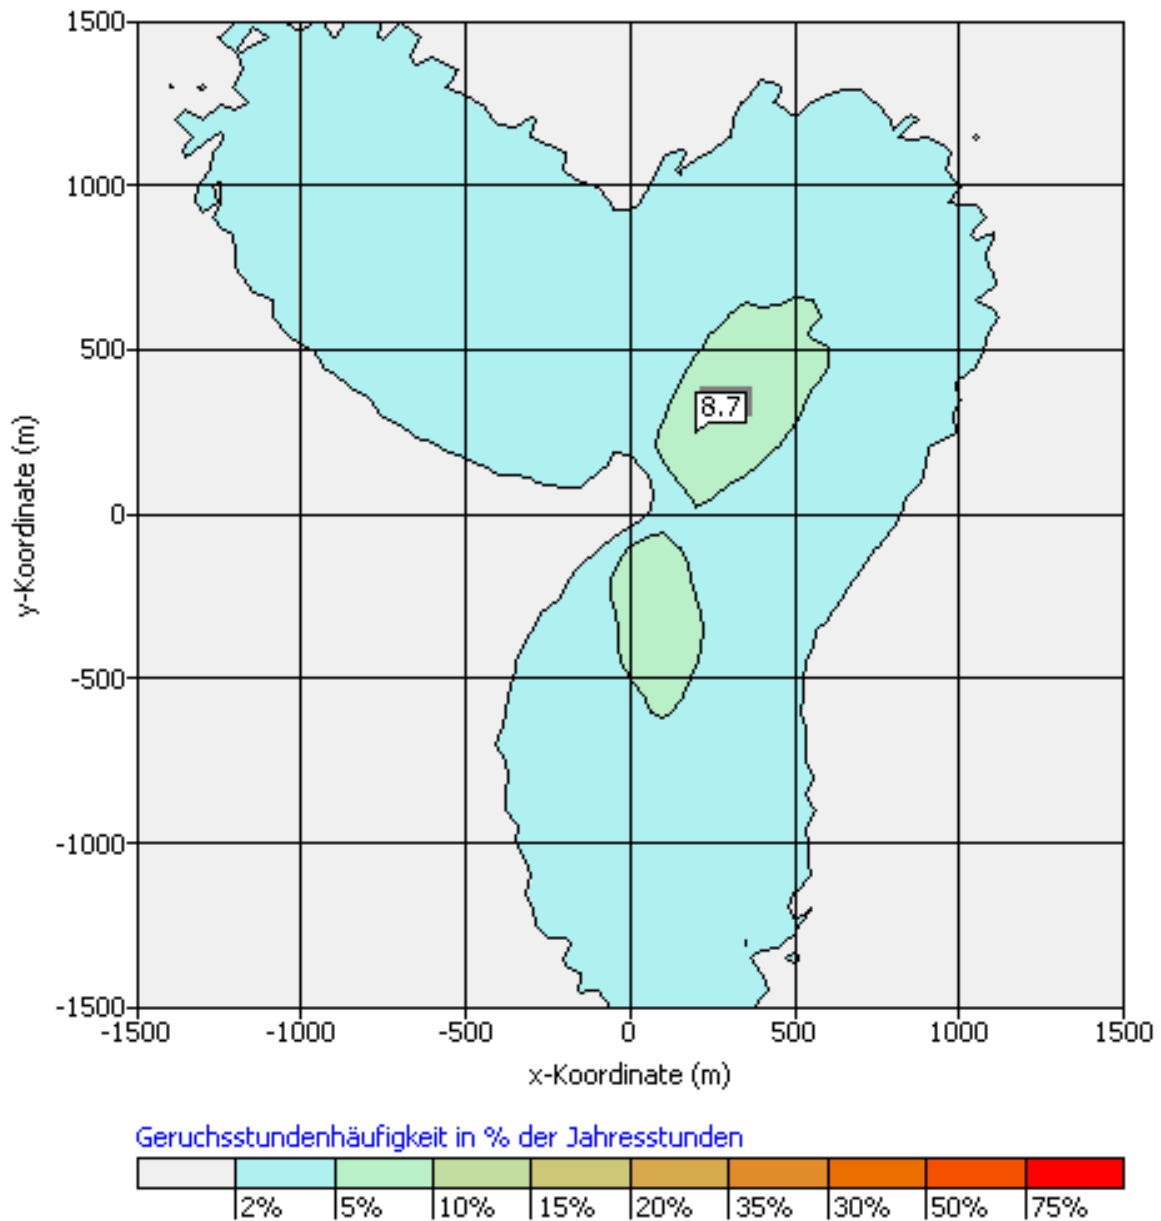 1500
1000
8.7
500
0
-500
-1000
-1500
y-Koordinate (m)
-1500 -1000 -500 0 500 1000 1500
x-Koordinate (m)
Geruchsstundenhäufigkeit in % der Jahresstunden
2% 5% 10% 15% 20% 35% 30% 50% 75%